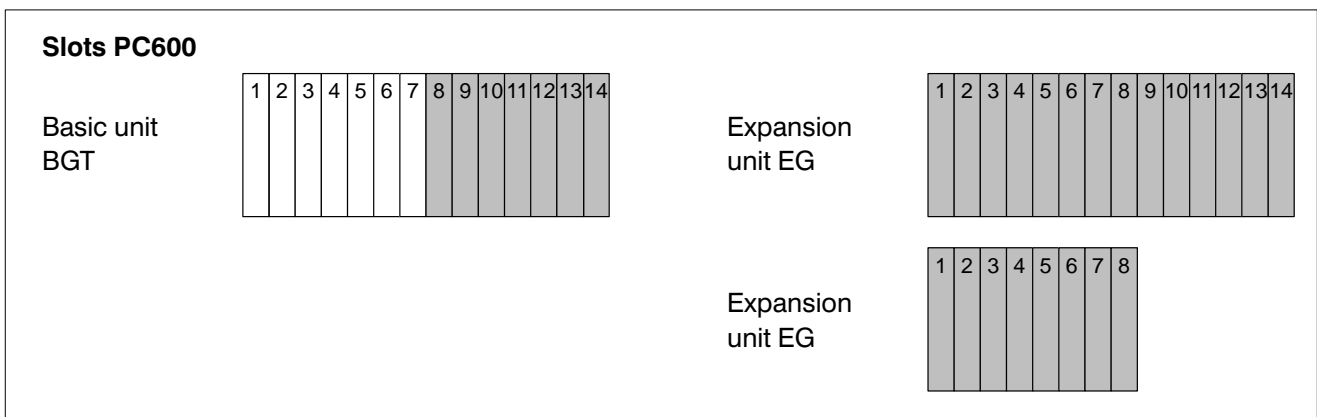 Slots PC600
1 2 3 4 5 6 7 8 9 10 11 12 13 14
Basic unit
BGT
1 2 3 4 5 6 7 8 9 10 11 12 13 14
Expansion
unit EG
1 2 3 4 5 6 7 8
Expansion
unit EG